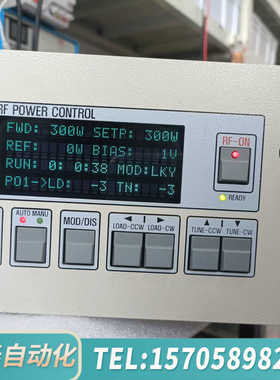 RF POWER CONTROL
FWD: 300W SETP: 300W
REF: 0W BIAS: 1V
RUN: 0: 0:38 MOD:LKY
PO1->LD: -3 TN: -3
RF-ON
READY
AUTO MANU
MOD/DIS
LOAD-CCW LOAD-CW
TUNE-CCW TUNE-CW
自动化 TEL:157058982